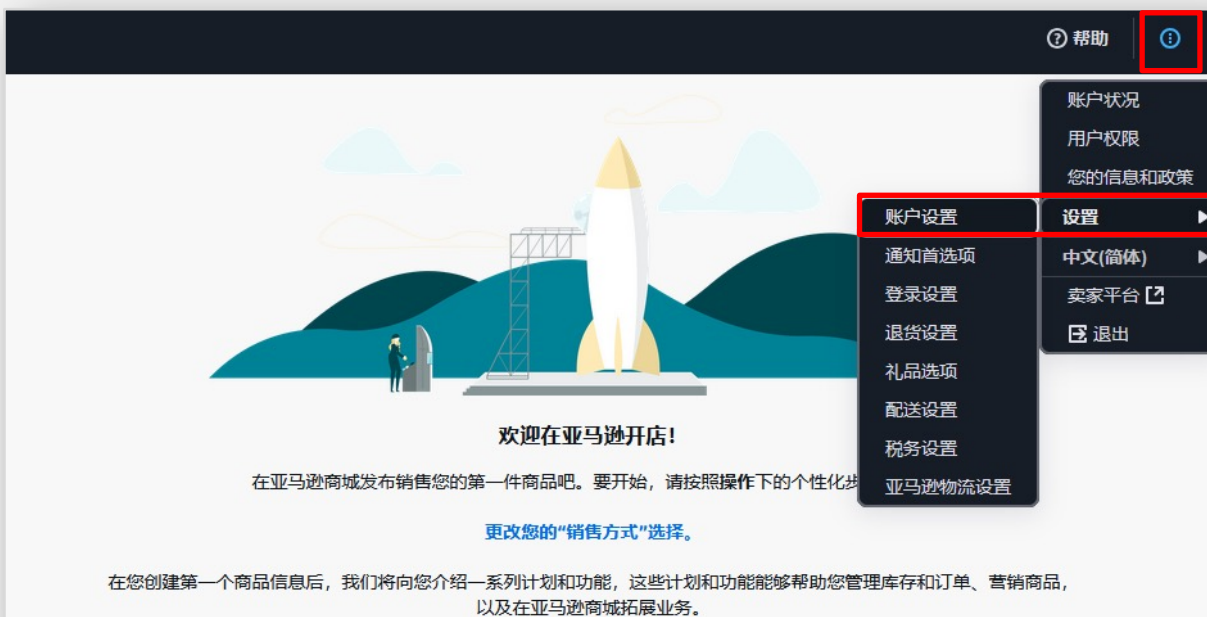 帮助
账户状况
用户权限
您的信息和政策
设置
中文(简体)
卖家平台
退出
账户设置
通知首选项
登录设置
退货设置
礼品选项
配送设置
税务设置
亚马逊物流设置
欢迎在亚马逊开店!
在亚马逊商城发布销售您的第一件商品吧。要开始，请按照操作下的个性化步
更改您的“销售方式”选择。
在您创建第一个商品信息后，我们将向您介绍一系列计划和功能，这些计划和功能能够帮助您管理库存和订单、营销商品，
以及在亚马逊商城拓展业务。